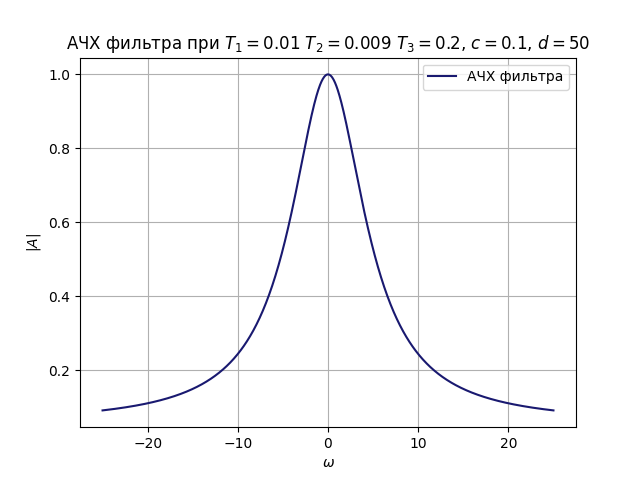 АЧХ фильтра при T₁ = 0.01 T₂ = 0.009 T₃ = 0.2, c = 0.1, d = 50
АЧХ фильтра
1.0
0.8
0.6
0.4
0.2
|A|
−20 −10 0 10 20
ω